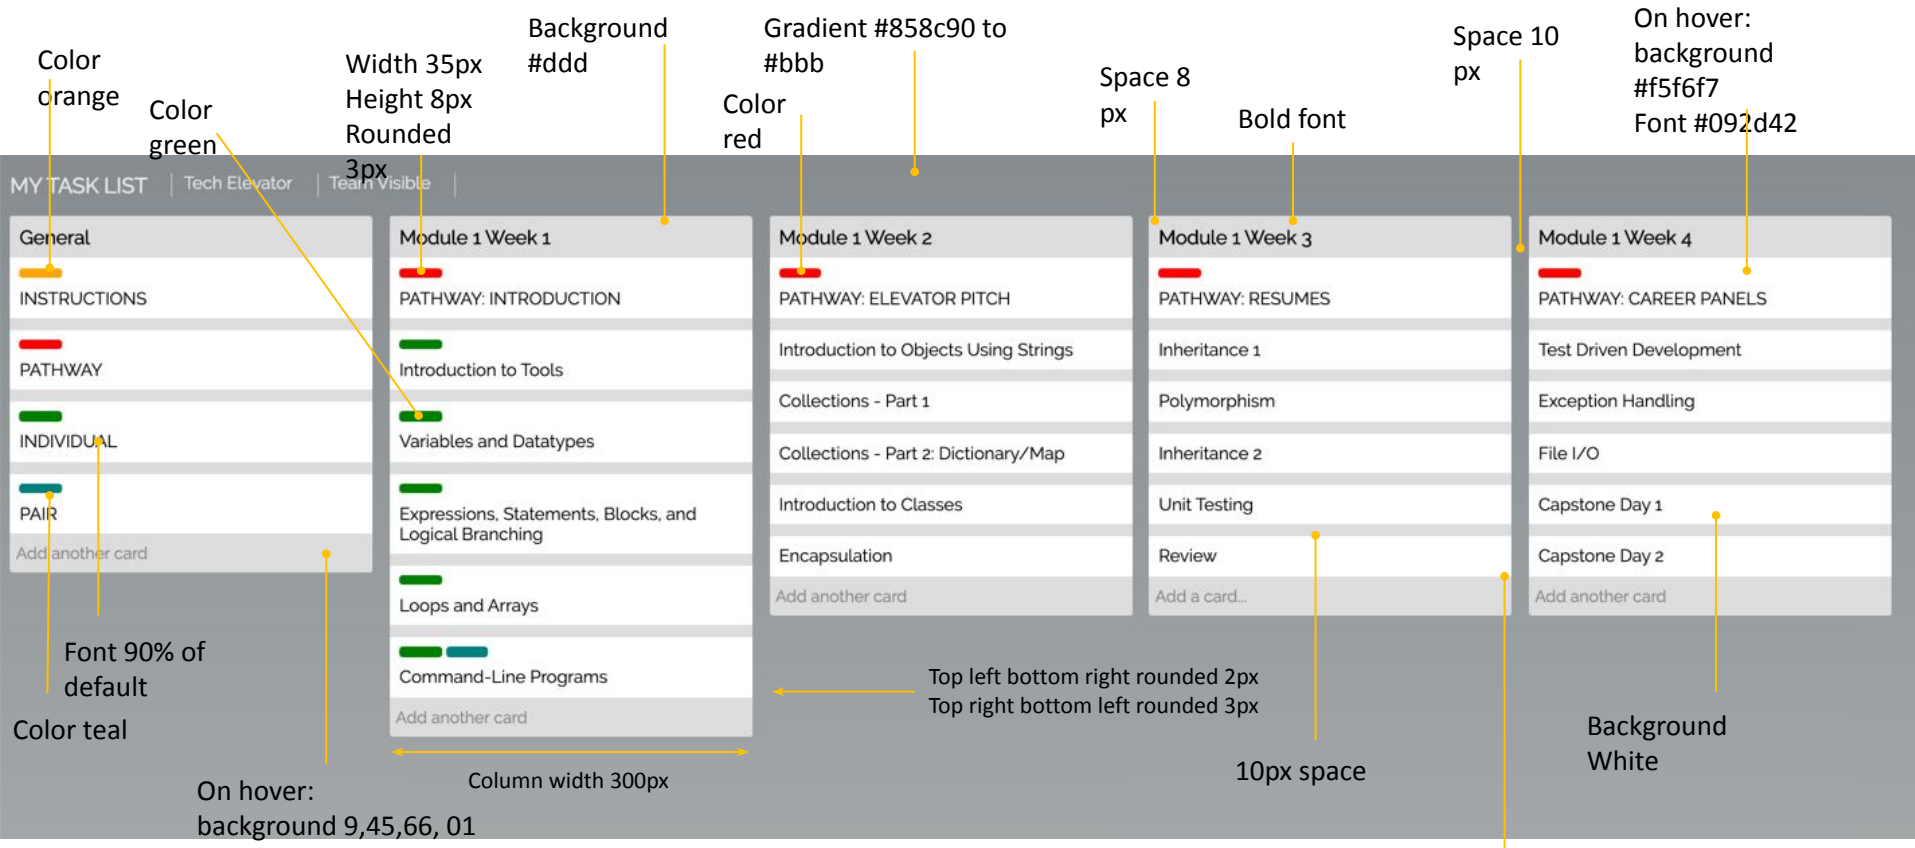 Color
orange
Color
green
Width 35px
Height 8px
Rounded
3px
Background
#ddd
Gradient #858c90 to
#bbb
Color
red
Space 8
px
Bold font
Space 10
px
On hover:
background
#f5f6f7
Font #092d42
MY TASK LIST
Tech Elevator
Team Visible
General
INSTRUCTIONS
PATHWAY
INDIVIDUAL
PAIR
Add another card
Module 1 Week 1
PATHWAY: INTRODUCTION
Introduction to Tools
Variables and Datatypes
Expressions, Statements, Blocks, and
Logical Branching
Loops and Arrays
Command-Line Programs
Add another card
Module 1 Week 2
PATHWAY: ELEVATOR PITCH
Introduction to Objects Using Strings
Collections - Part 1
Collections - Part 2: Dictionary/Map
Introduction to Classes
Encapsulation
Add another card
Module 1 Week 3
PATHWAY: RESUMES
Inheritance 1
Polymorphism
Inheritance 2
Unit Testing
Review
Add a card...
Module 1 Week 4
PATHWAY: CAREER PANELS
Test Driven Development
Exception Handling
File I/O
Capstone Day 1
Capstone Day 2
Add another card
Font 90% of
default
Color teal
On hover:
background 9,45,66, 01
Column width 300px
Top left bottom right rounded 2px
Top right bottom left rounded 3px
10px space
Background
White